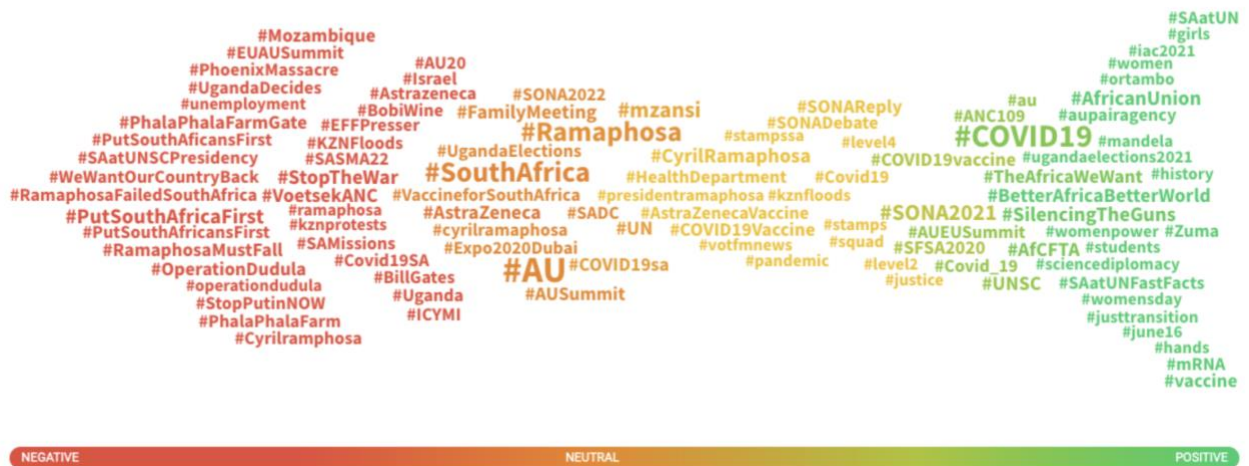 #SAatUN
#Mozambique #girls
#EUAUSummit #iac2021
#PhoenixMassacre #AU20 #women
#UgandaDecides #Israel #ortambo
#unemployment #Astrazeneca #SONA2022 #SONAReply #au #AfricanUnion
#PhalaPhalaFarmGate #BobiWine #FamilyMeeting #mzansi #SONADebate #ANC109 #aupairagency
#PutSouthAficansFirst #EFFPresser #Ramaphosa #stampssa #level4 #COVID19 #mandela
#SAatUNSCPresidency #KZNFloods #UgandaElections #CyrilRamaphosa #COVID19vaccine #ugandaelections2021
#WeWantOurCountryBack #SASMA22 #StopTheWar #SouthAfrica #HealthDepartment #Covid19 #TheAfricaWeWant #history
#RamaphosaFailedSouthAfrica #VoetsekANC #VaccineforSouthAfrica #presidentramaphosa #kznfloods #BetterAfricaBetterWorld
#PutSouthAfricaFirst #ramaphosa #AstraZeneca #SADC #AstraZenecaVaccine #stamps #SONA2021 #SilencingTheGuns
#PutSouthAfricansFirst #kznprotests #cyrilramaphosa #UN #COVID19Vaccine #AUEUSummit #womenpower #Zuma
#RamaphosaMustFall #SAMissions #Expo2020Dubai #votfmnews #squad #SFSA2020 #AfCFTA #students
#OperationDudula #Covid19SA #AU #COVID19sa #pandemic #level2 #Covid_19 #sciencediplomacy
#operationdudula #BillGates #justice #UNSC #SAatUNFastFacts
#StopPutinNOW #Uganda #AUSummit #womensday
#PhalaPhalaFarm #ICYMI #justtransition
#Cyrilramphosa #june16
#hands
#mRNA
#vaccine
NEGATIVE NEUTRAL POSITIVE